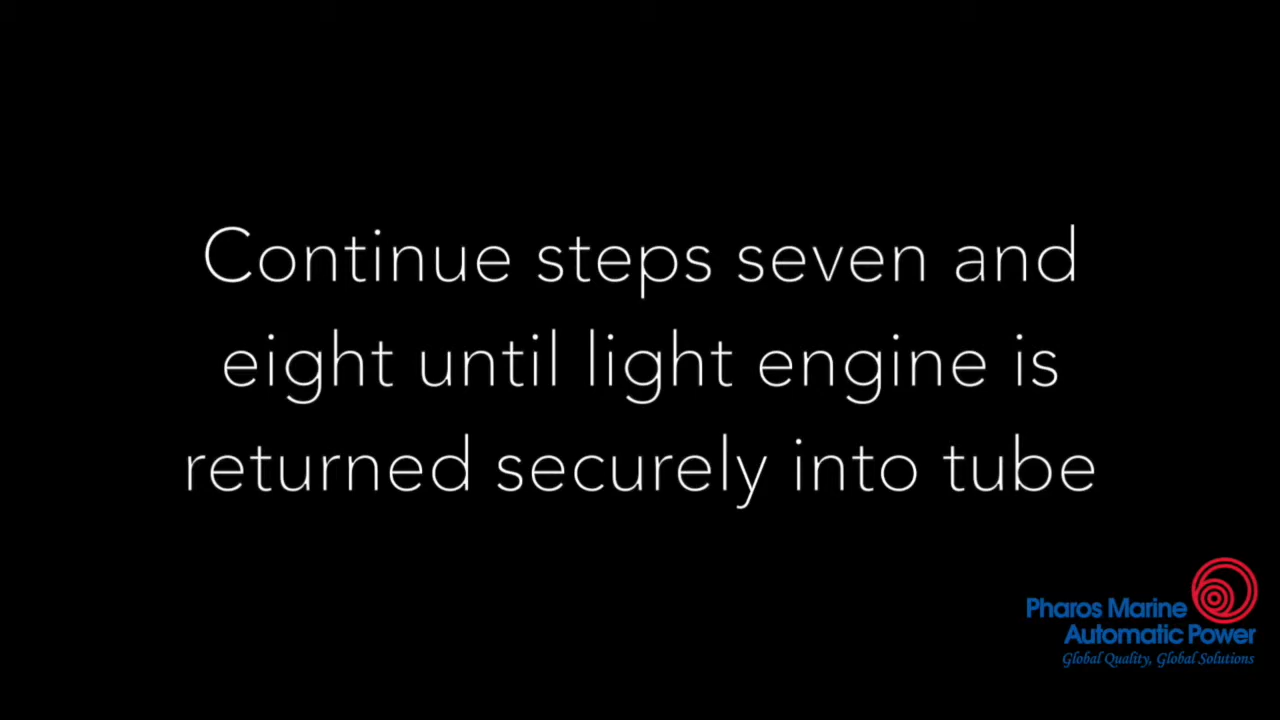 Continue steps seven and
eight until light engine is
returned securely into tube
Pharos Marine
Automatic Power
Global Quality, Global Solutions